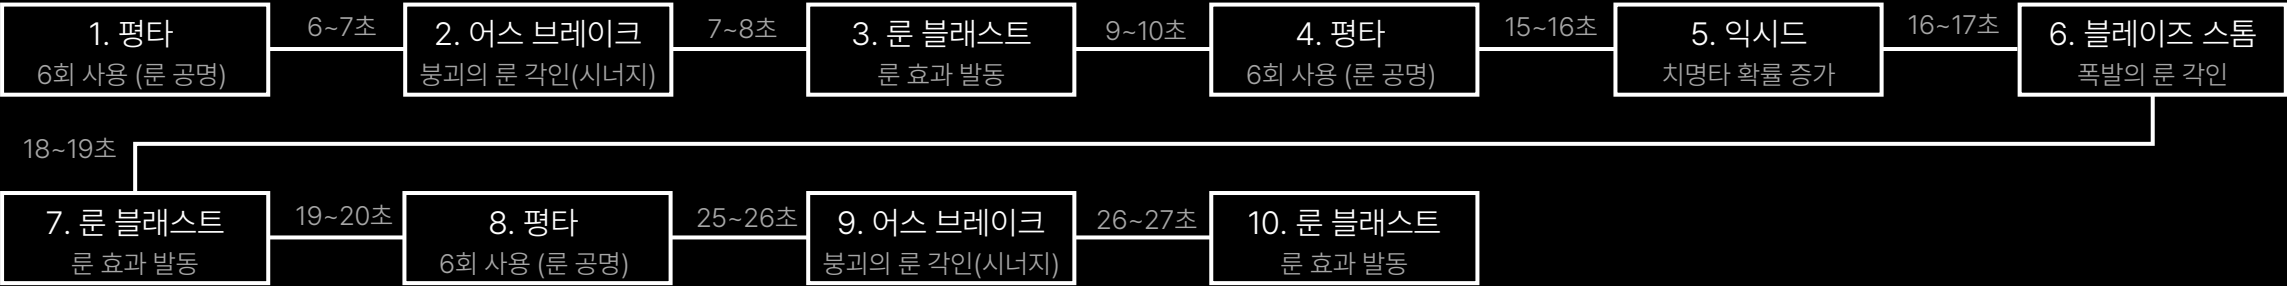 1. 평타
6회 사용 (룬 공명)
6~7초
2. 어스 브레이크
붕괴의 룬 각인(시너지)
7~8초
3. 룬 블래스트
룬 효과 발동
9~10초
4. 평타
6회 사용 (룬 공명)
15~16초
5. 익시드
치명타 확률 증가
16~17초
6. 블레이즈 스톰
폭발의 룬 각인
18~19초
7. 룬 블래스트
룬 효과 발동
19~20초
8. 평타
6회 사용 (룬 공명)
25~26초
9. 어스 브레이크
붕괴의 룬 각인(시너지)
26~27초
10. 룬 블래스트
룬 효과 발동